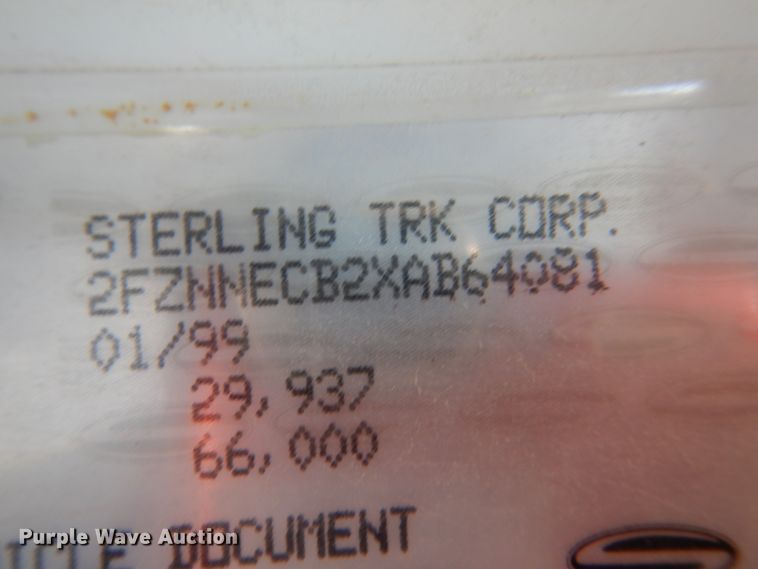 STERLING TRK CORP.
2FZNNECB2XAB64081
01/99
29,937
66,000
DOCUMENT
Purple Wave Auction